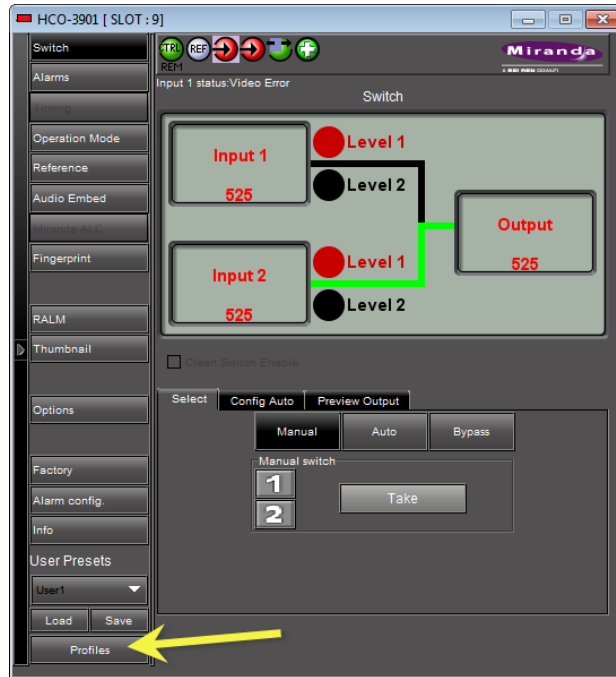 HCO-3901 [ SLOT : 9]
Switch
Alarms
Timing
Operation Mode
Reference
Audio Embed
Miranda ALC
Fingerprint
RALM
Thumbnail
Options
Factory
Alarm config.
Info
User Presets
User1
Load Save
Profiles
CTRL REF
REM
Miranda
Input 1 status:Video Error
Switch
Input 1
525
Level 1
Level 2
Input 2
525
Level 1
Level 2
Output
525
Clean Switch Enable
Select Config Auto Preview Output
Manual Auto Bypass
Manual switch
1
2
Take